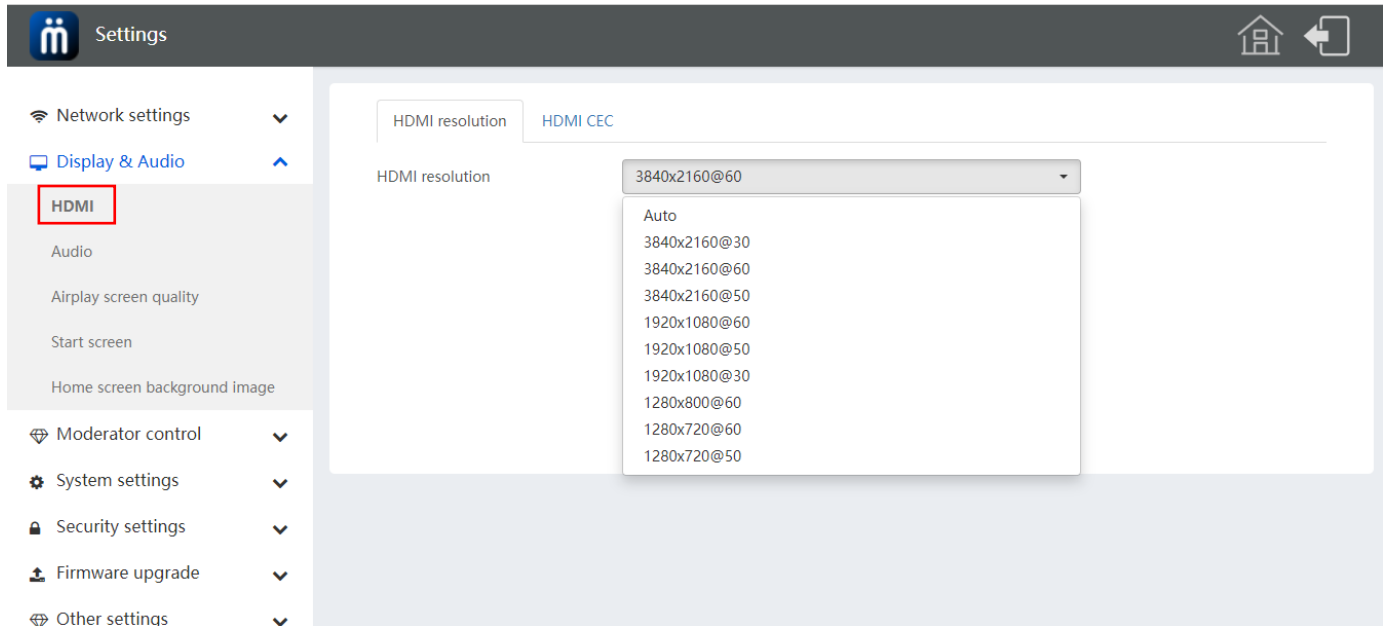 Settings
Network settings
Display & Audio
HDMI
Audio
Airplay screen quality
Start screen
Home screen background image
Moderator control
System settings
Security settings
Firmware upgrade
Other settings
HDMI resolution HDMI CEC
HDMI resolution 3840x2160@60
Auto
3840x2160@30
3840x2160@60
3840x2160@50
1920x1080@60
1920x1080@50
1920x1080@30
1280x800@60
1280x720@60
1280x720@50